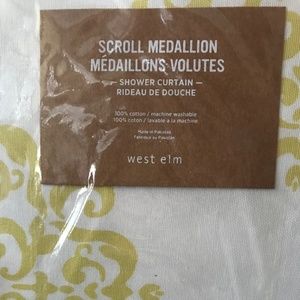 SCROLL MEDALLION
MÉDAILLONS VOLUTES
— SHOWER CURTAIN —
RIDEAU DE DOUCHE
100% cotton / machine washable
100% coton / lavable à la machine
Made in Pakistan
Fabriqué au Pakistan
west elm